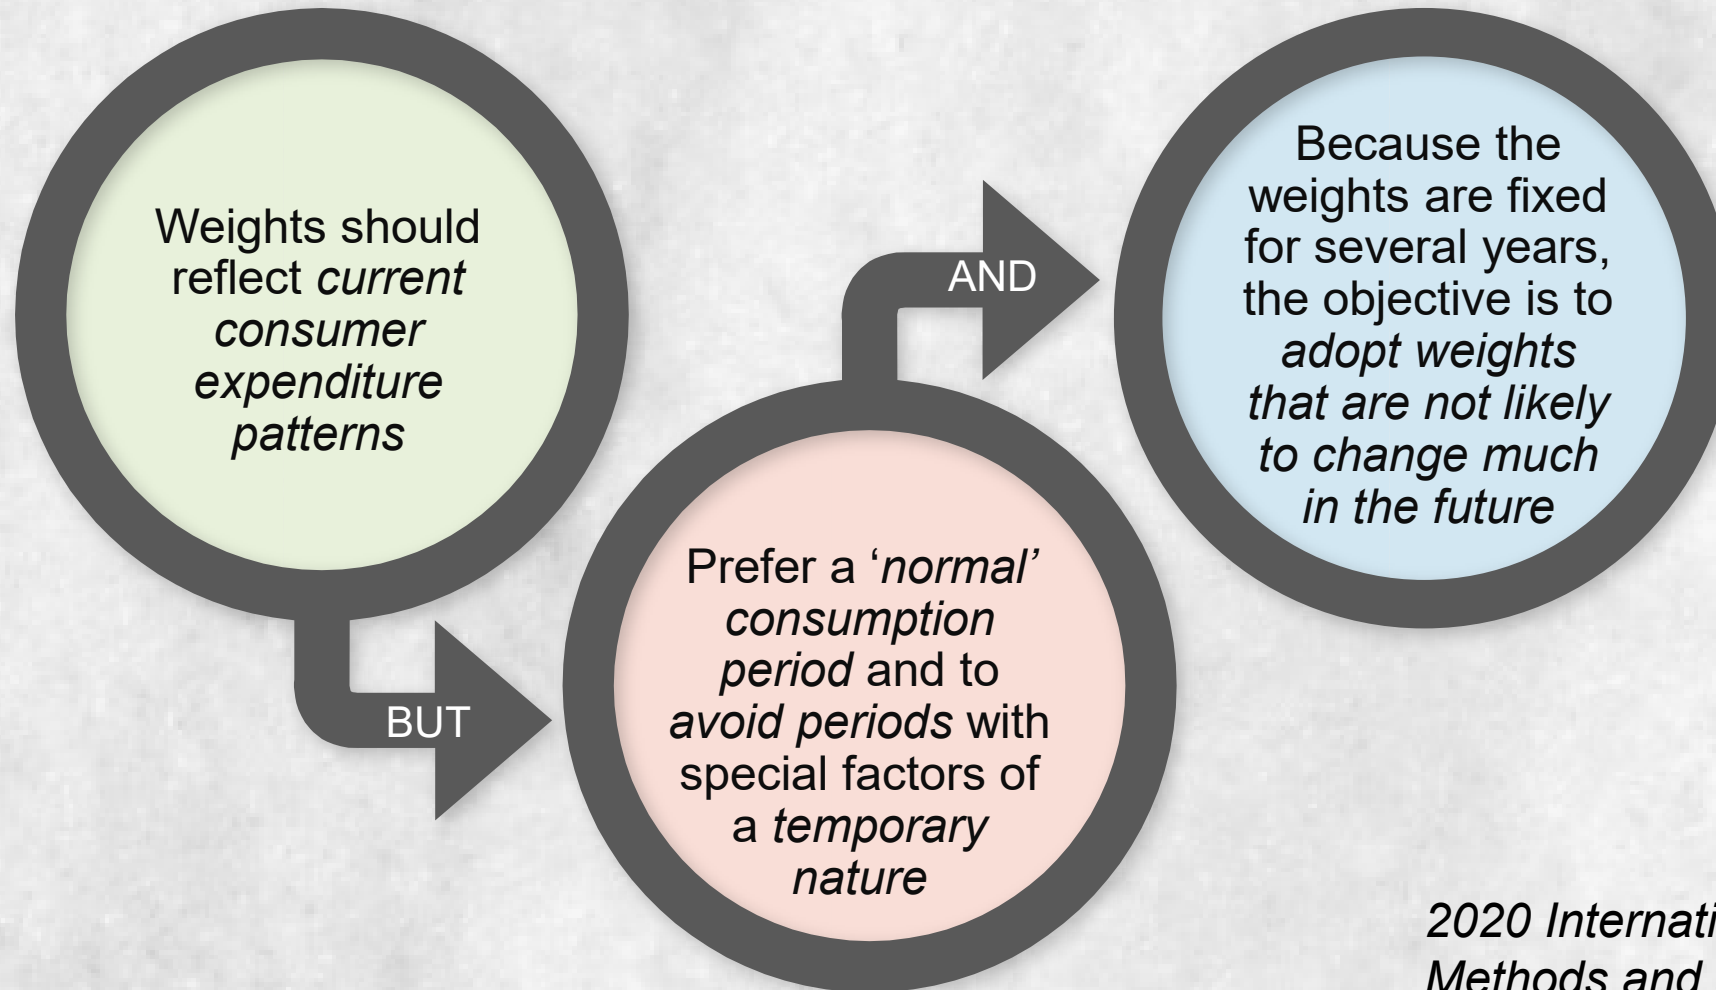 Weights should
reflect current
consumer
expenditure
patterns
BUT
Prefer a ‘normal’
consumption
period and to
avoid periods with
special factors of
a temporary
nature
AND
Because the
weights are fixed
for several years,
the objective is to
adopt weights
that are not likely
to change much
in the future
2020
Methods and